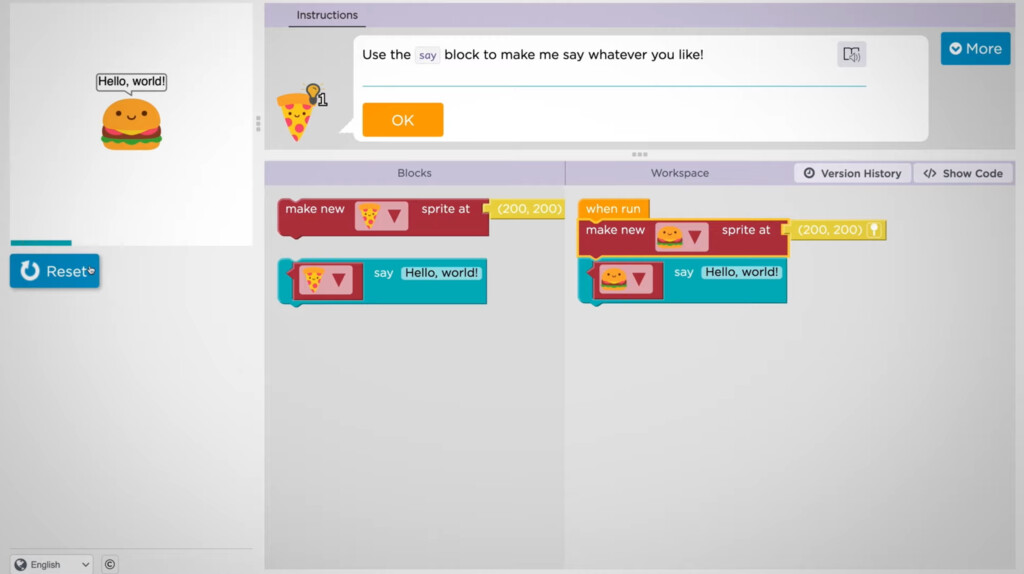 Instructions
Use the say block to make me say whatever you like!
More
1
OK
Hello, world!
Reset
Blocks
Workspace
Version History
</> Show Code
make new sprite at (200, 200)
say Hello, world!
when run
make new sprite at (200, 200)
say Hello, world!
English
©